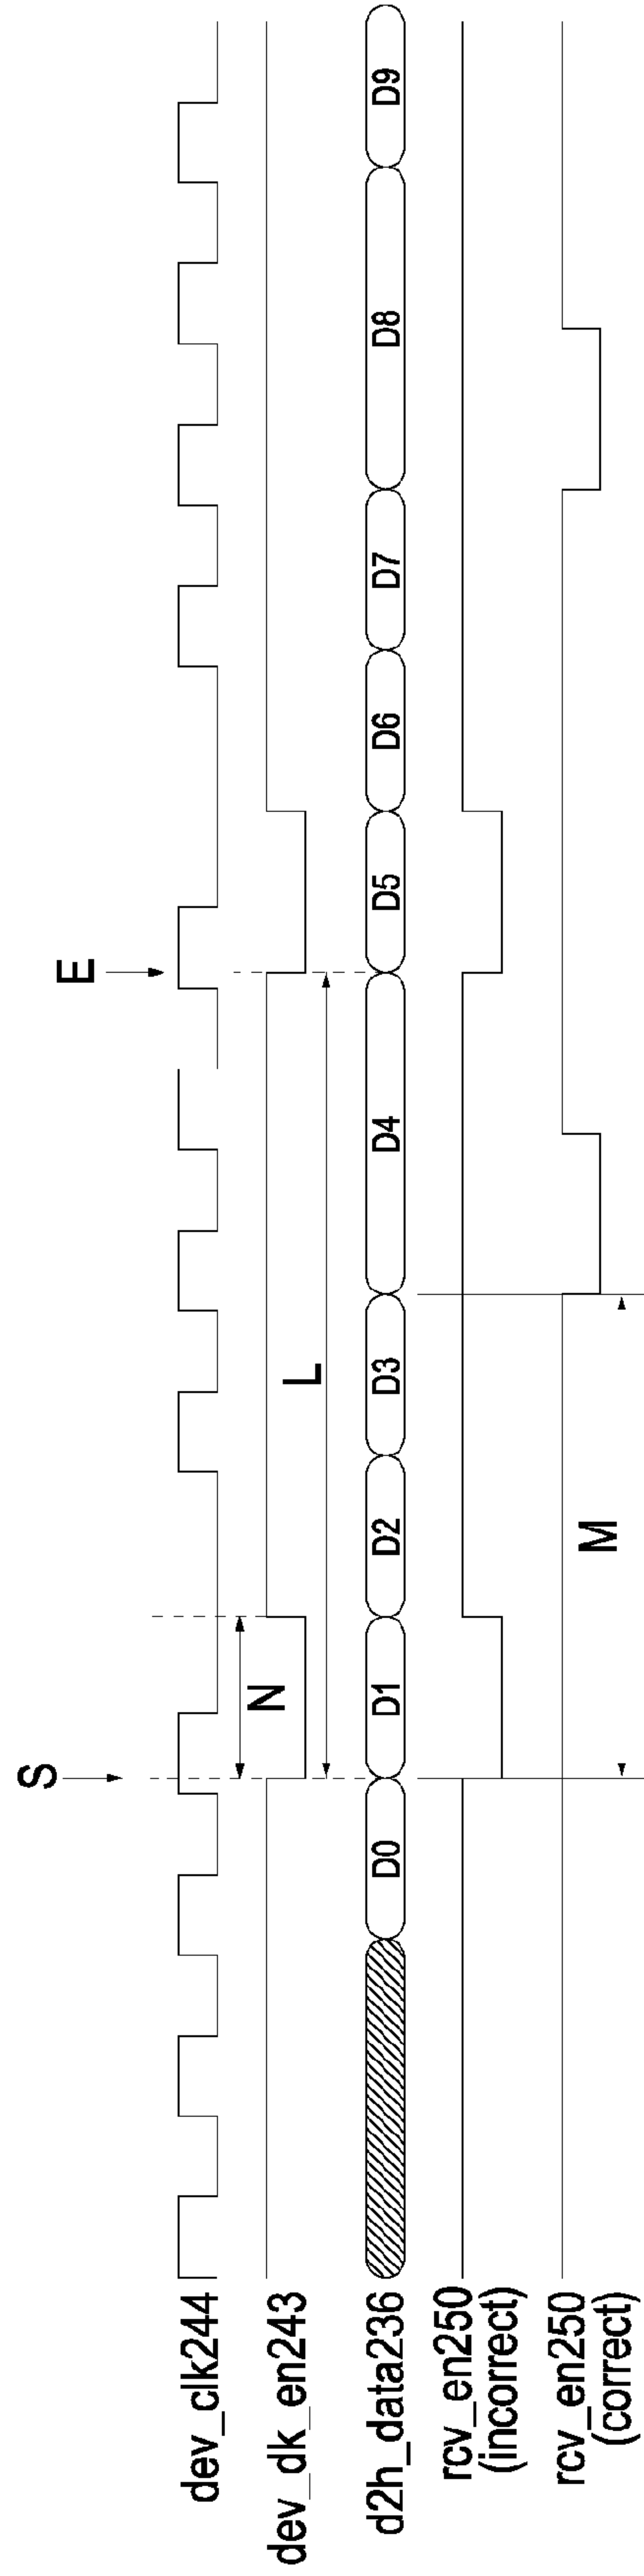 S
E
dev_clk244
dev_dk_en243
N
L
d2h_data236
D0 D1 D2 D3 D4 D5 D6 D7 D8 D9
rcv_en250
(incorrect)
rcv_en250
(correct)
M